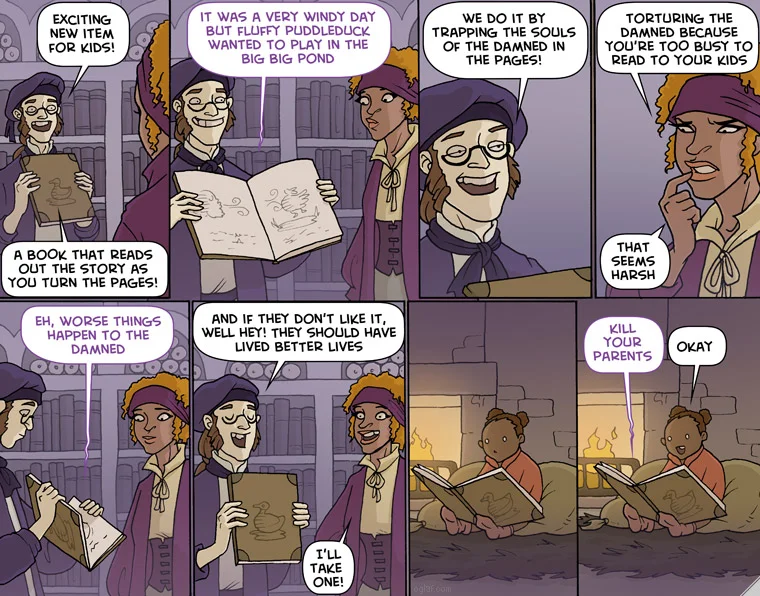 EXCITING
NEW ITEM
FOR KIDS!
A BOOK THAT READS
OUT THE STORY AS
YOU TURN THE PAGES!
IT WAS A VERY WINDY DAY
BUT FLUFFY PUDDLEDUCK
WANTED TO PLAY IN THE
BIG BIG POND
WE DO IT BY
TRAPPING THE SOULS
OF THE DAMNED IN
THE PAGES!
TORTURING THE
DAMNED BECAUSE
YOU'RE TOO BUSY TO
READ TO YOUR KIDS
THAT
SEEMS
HARSH
EH, WORSE THINGS
HAPPEN TO THE
DAMNED
AND IF THEY DON'T LIKE IT,
WELL HEY! THEY SHOULD HAVE
LIVED BETTER LIVES
I'LL
TAKE
ONE!
KILL
YOUR
PARENTS
OKAY